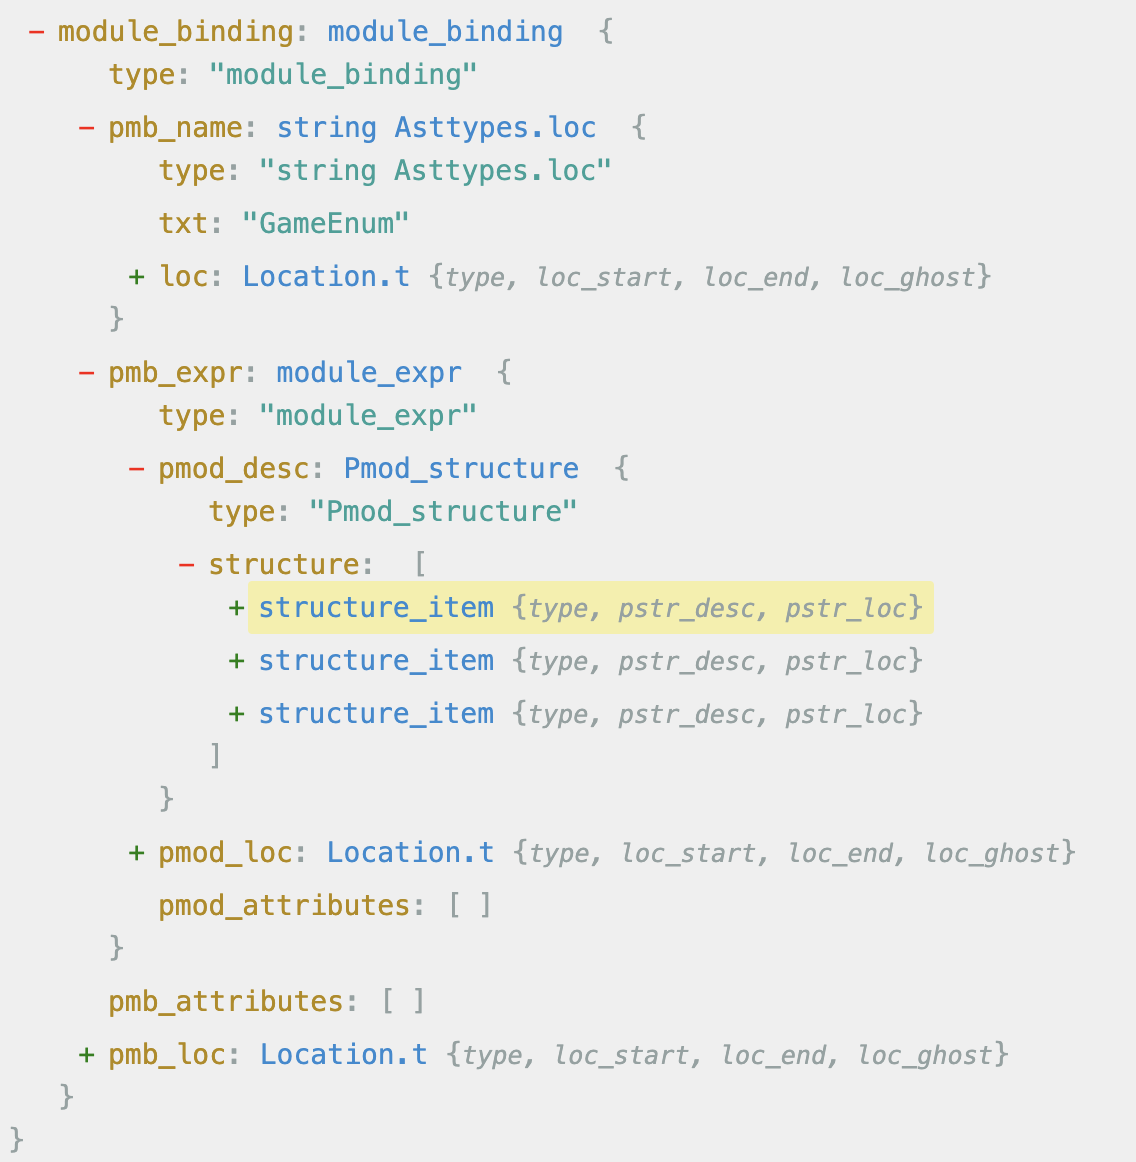 − module_binding: module_binding {
type: "module_binding"
− pmb_name: string Asttypes.loc {
type: "string Asttypes.loc"
txt: "GameEnum"
+ loc: Location.t {type, loc_start, loc_end, loc_ghost}
}
− pmb_expr: module_expr {
type: "module_expr"
− pmod_desc: Pmod_structure {
type: "Pmod_structure"
− structure: [
+ structure_item {type, pstr_desc, pstr_loc}
+ structure_item {type, pstr_desc, pstr_loc}
+ structure_item {type, pstr_desc, pstr_loc}
]
}
+ pmod_loc: Location.t {type, loc_start, loc_end, loc_ghost}
pmod_attributes: [ ]
}
pmb_attributes: [ ]
+ pmb_loc: Location.t {type, loc_start, loc_end, loc_ghost}
}
}